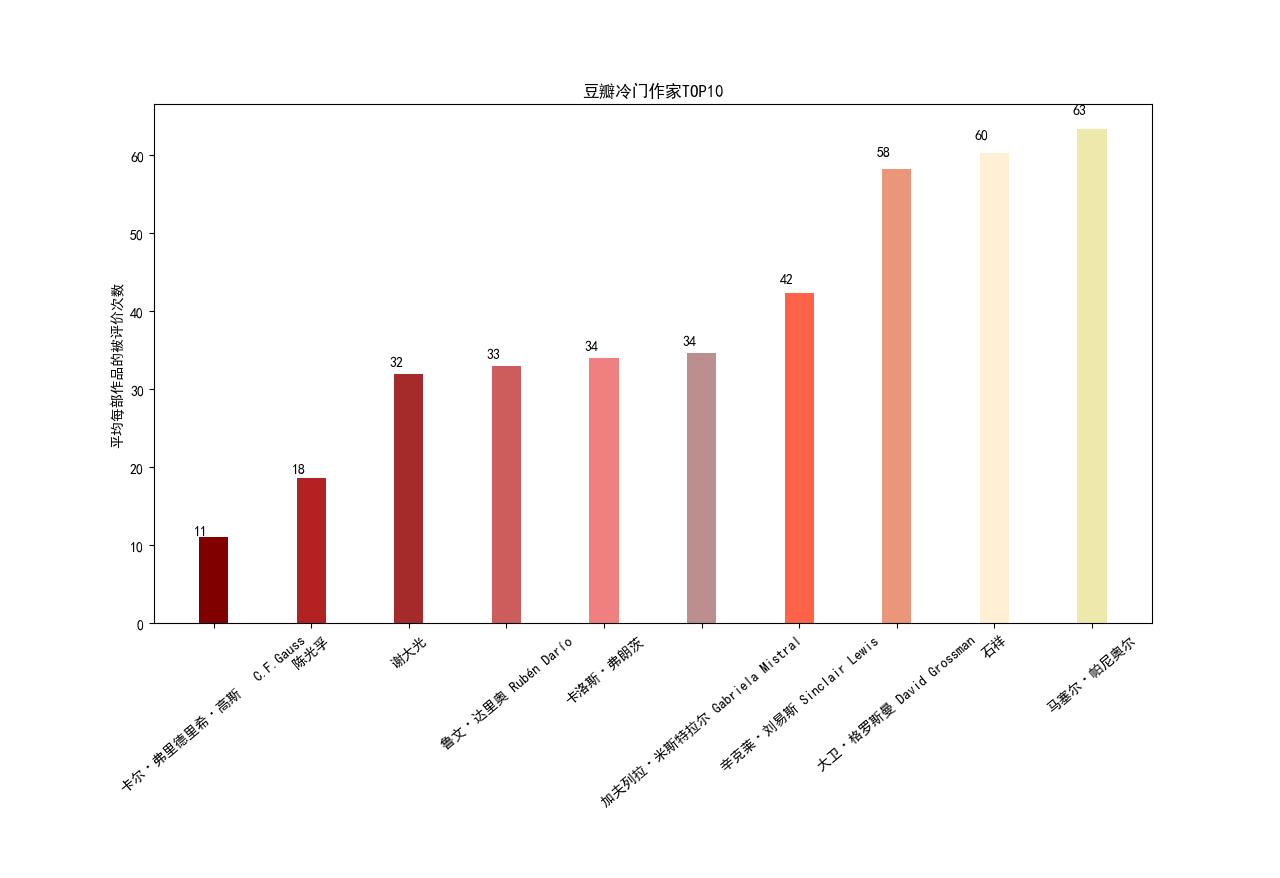 豆瓣冷门作家TOP10
平均每部作品的被评价次数
60
50
40
30
20
10
0
11
18
32
33
34
34
42
58
60
63
卡尔·弗里德里希·高斯 C.F.Gauss
陈光孚
谢大光
鲁文·达里奥 Rubén Darío
卡洛斯·弗朗茨
加夫列拉·米斯特拉尔 Gabriela Mistral
辛克莱·刘易斯 Sinclair Lewis
大卫·格罗斯曼 David Grossman
石祥
马塞尔·帕尼奥尔